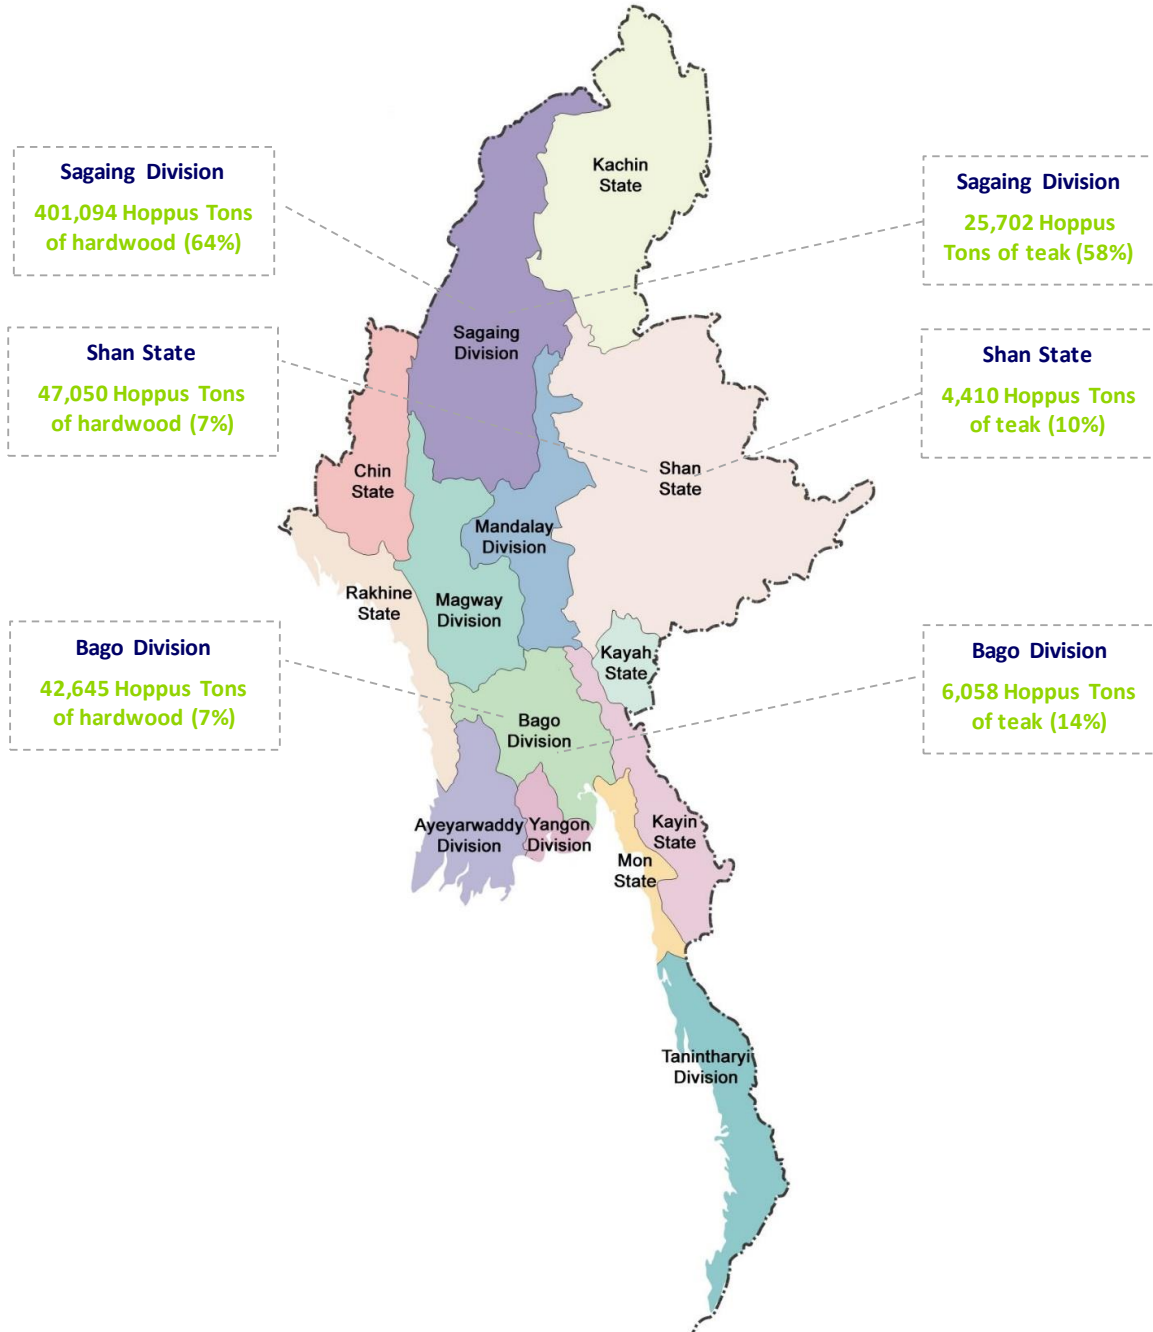 Sagaing Division
401,094 Hoppus Tons
of hardwood (64%)
Sagaing Division
25,702 Hoppus
Tons of teak (58%)
Shan State
47,050 Hoppus Tons
of hardwood (7%)
Shan State
4,410 Hoppus Tons
of teak (10%)
Bago Division
42,645 Hoppus Tons
of hardwood (7%)
Bago Division
6,058 Hoppus Tons
of teak (14%)
Kachin
State
Sagaing
Division
Chin
State
Shan
State
Mandalay
Division
Rakhine
State
Magway
Division
Kayah
State
Bago
Division
Ayeyarwaddy
Division
Yangon
Division
Kayin
State
Mon
State
Tanintharyi
Division